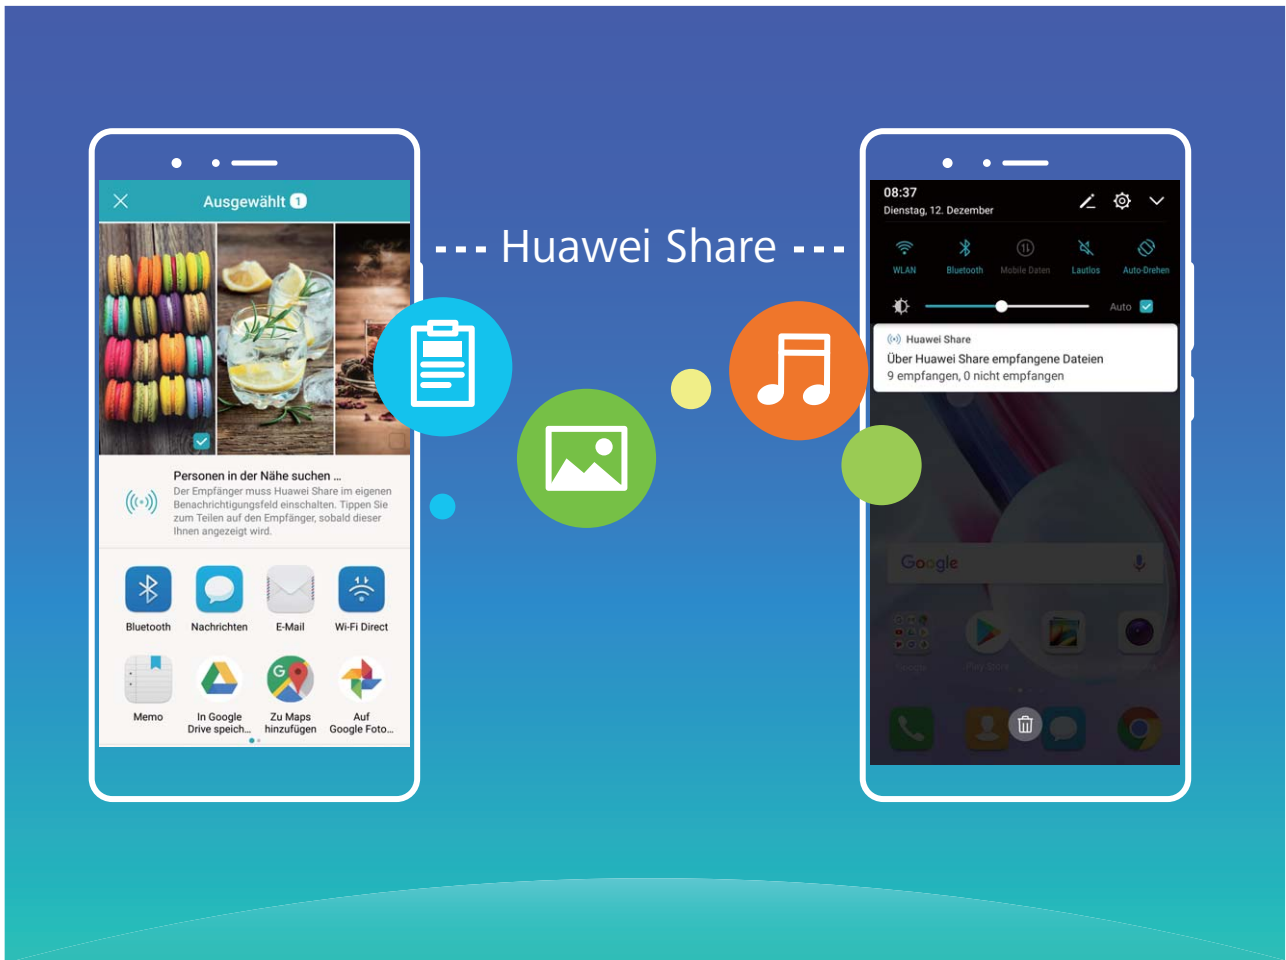 Huawei Share
Ausgewählt 1
Personen in der Nähe suchen ...
Der Empfänger muss Huawei Share im eigenen
Benachrichtigungsfeld einschalten. Tippen Sie
zum Teilen auf den Empfänger, sobald dieser
Ihnen angezeigt wird.
Bluetooth
Nachrichten
E-Mail
Wi-Fi Direct
Memo
In Google
Drive speich...
Zu Maps
hinzufügen
Auf
Google Foto...
08:37
Dienstag, 12. Dezember
WLAN
Bluetooth
Mobile Daten
Lautlos
Auto-Drehen
Auto
Huawei Share
Über Huawei Share empfangene Dateien
9 empfangen, 0 nicht empfangen
Google
Google
Play Store